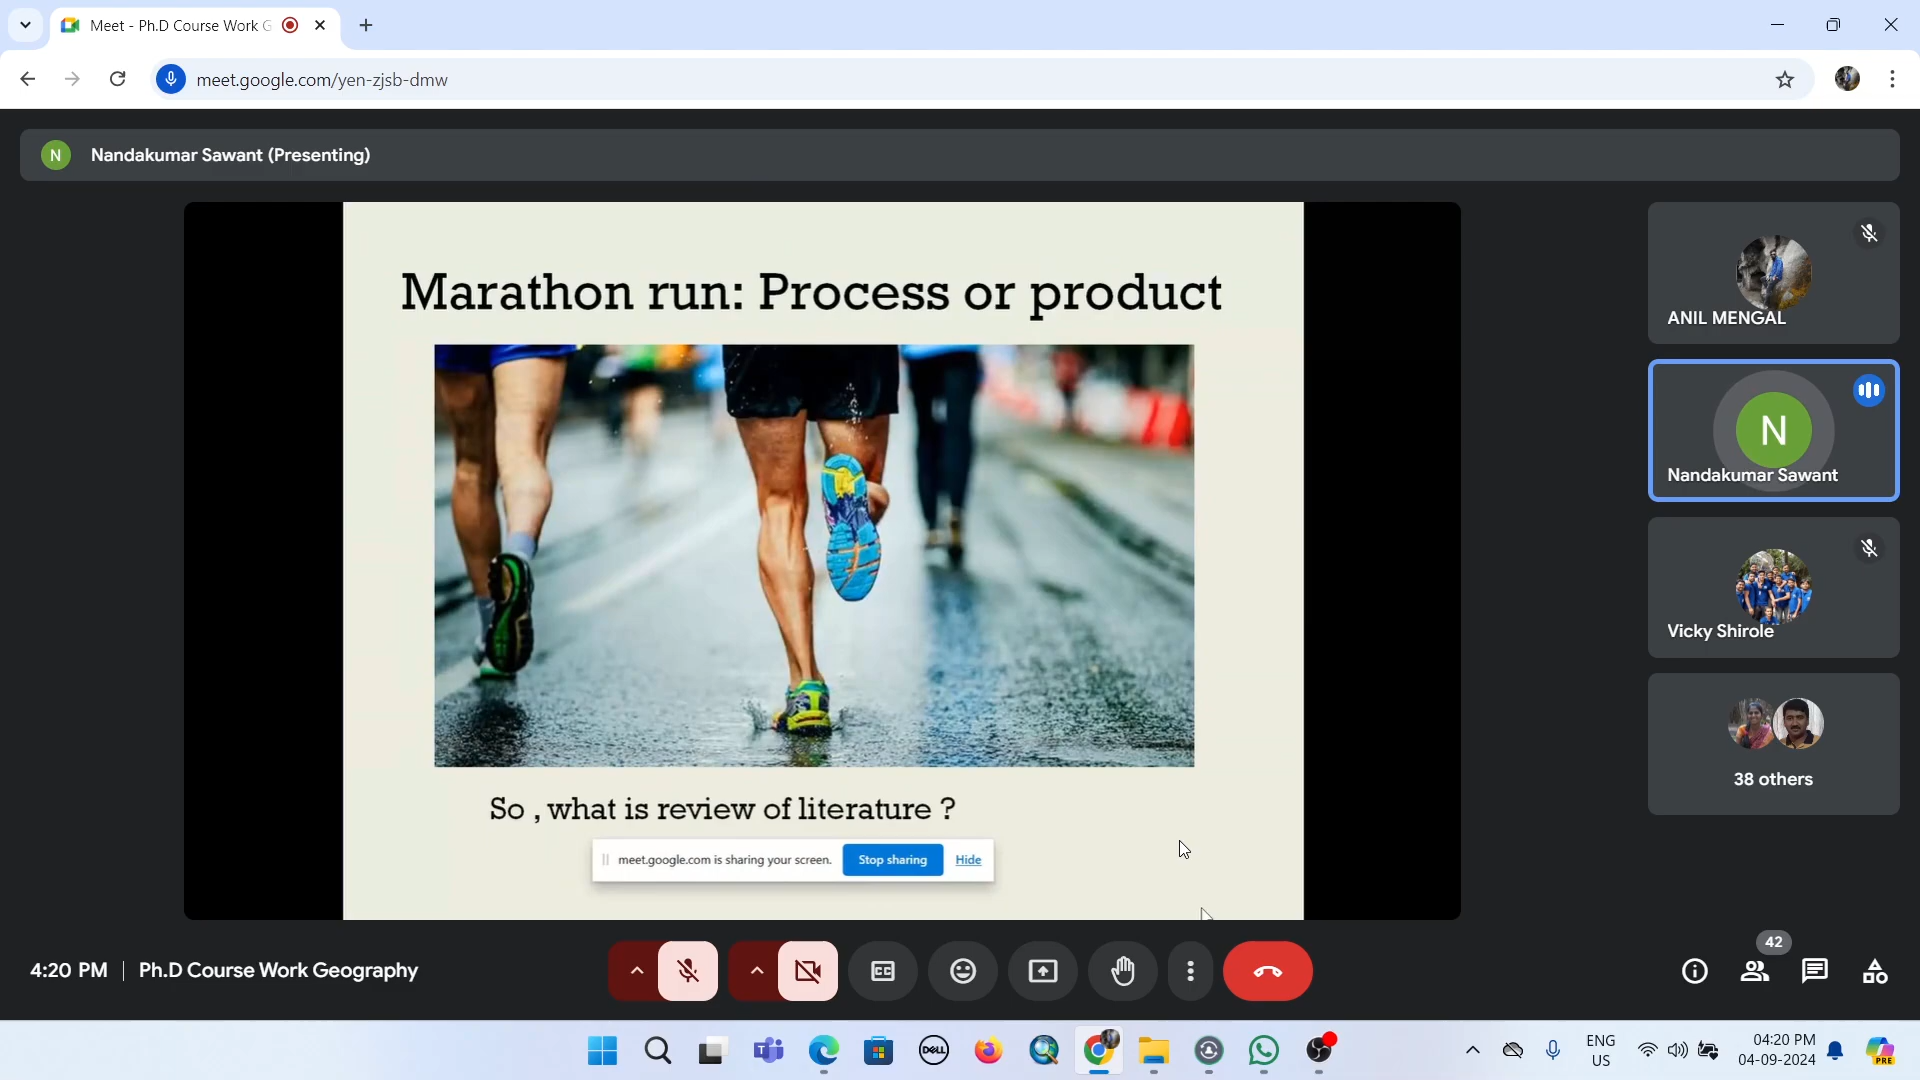 Meet - Ph.D Course Work G
meet.google.com/yen-zjsb-dmw
N
Nandakumar Sawant (Presenting)
Marathon run: Process or product
So , what is review of literature ?
meet.google.com is sharing your screen.
Stop sharing
Hide
ANIL MENGAL
N
Nandakumar Sawant
Vicky Shirole
38 others
4:20 PM
Ph.D Course Work Geography
CC
42
DELL
ENG
US
04:20 PM
04-09-2024
PRE